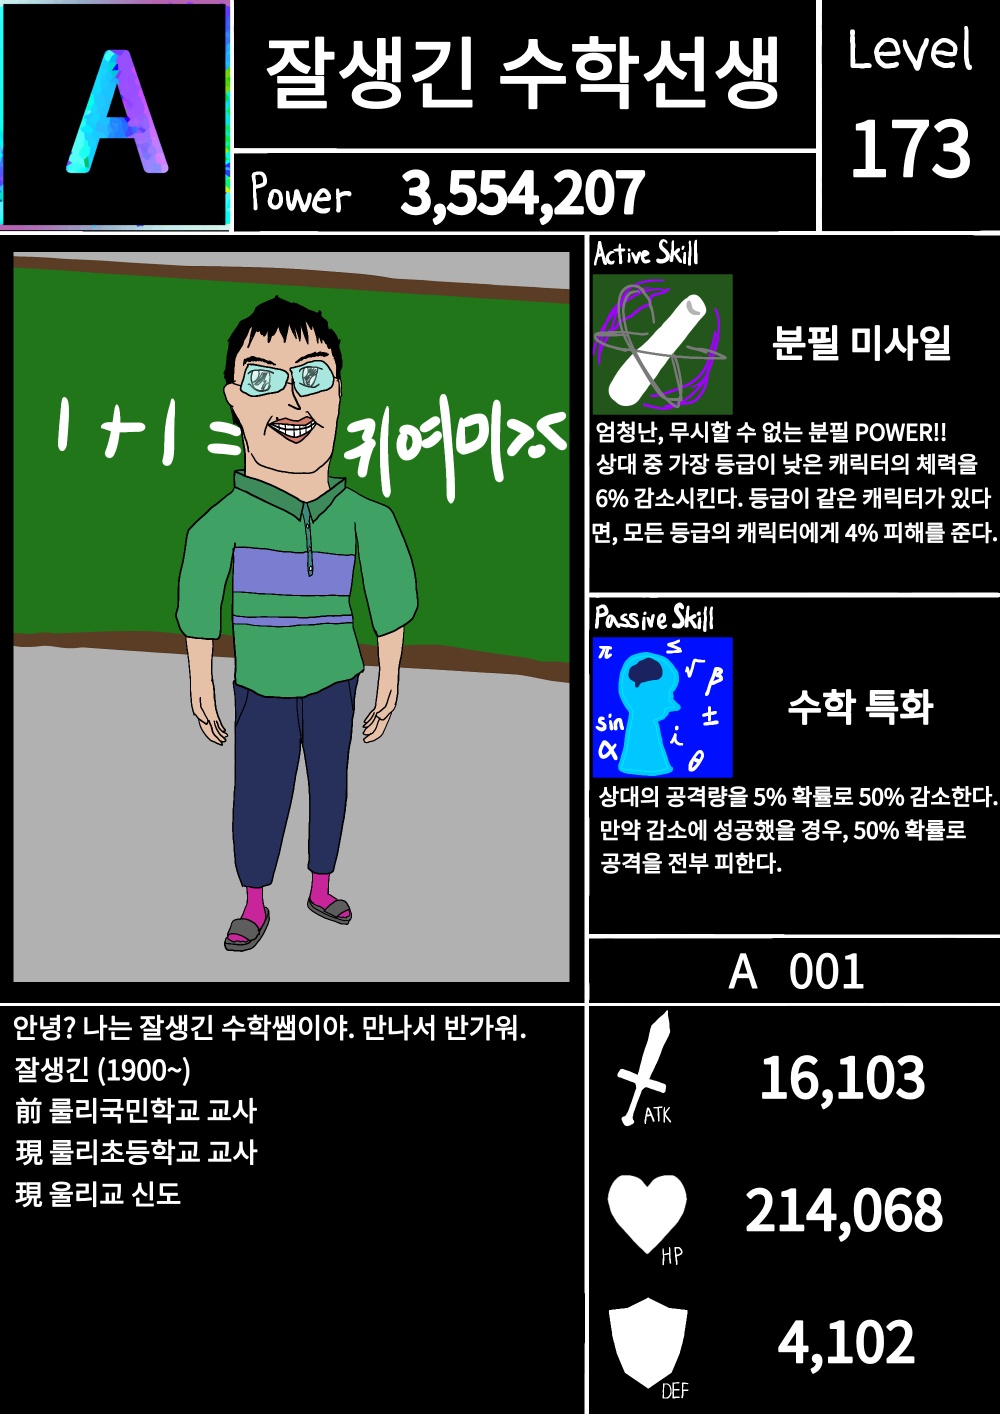 A
잘생긴 수학선생
Level
173
Power 3,554,207
1+1=귀여미>.<
Active Skill
분필 미사일
엄청난, 무시할 수 없는 분필 POWER!!
상대 중 가장 등급이 낮은 캐릭터의 체력을
6% 감소시킨다. 등급이 같은 캐릭터가 있다
면, 모든 등급의 캐릭터에게 4% 피해를 준다.
Passive Skill
π ≤ √ β
sin ±
α i θ
수학 특화
상대의 공격량을 5% 확률로 50% 감소한다.
만약 감소에 성공했을 경우, 50% 확률로
공격을 전부 피한다.
A 001
안녕? 나는 잘생긴 수학쌤이야. 만나서 반가워.
잘생긴 (1900~)
前 룰리국민학교 교사
現 룰리초등학교 교사
現 울리교 신도
ATK 16,103
HP 214,068
DEF 4,102